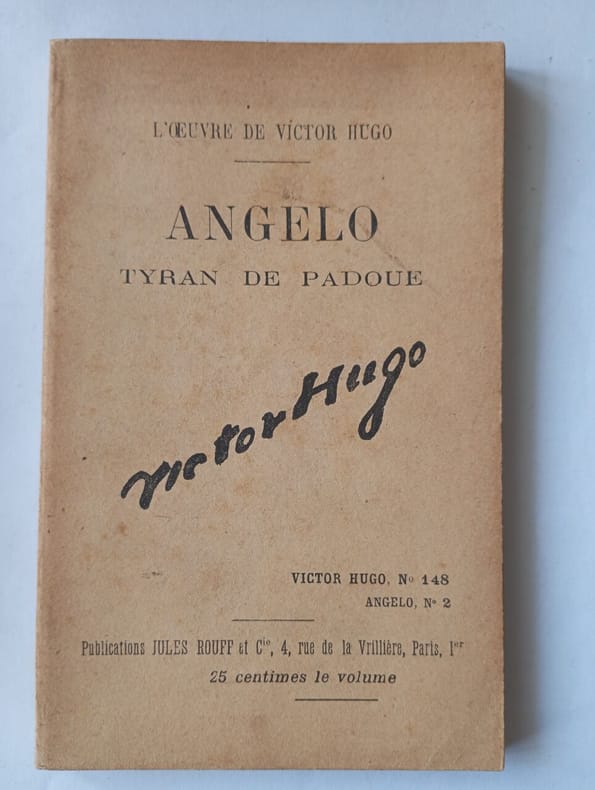 L'ŒUVRE DE VICTOR HUGO
ANGELO
TYRAN DE PADOUE
Victor Hugo
VICTOR HUGO, Nº 148
ANGELO, Nº 2
Publications JULES ROUFF et Cie, 4, rue de la Vrillière, Paris, Ier
25 centimes le volume